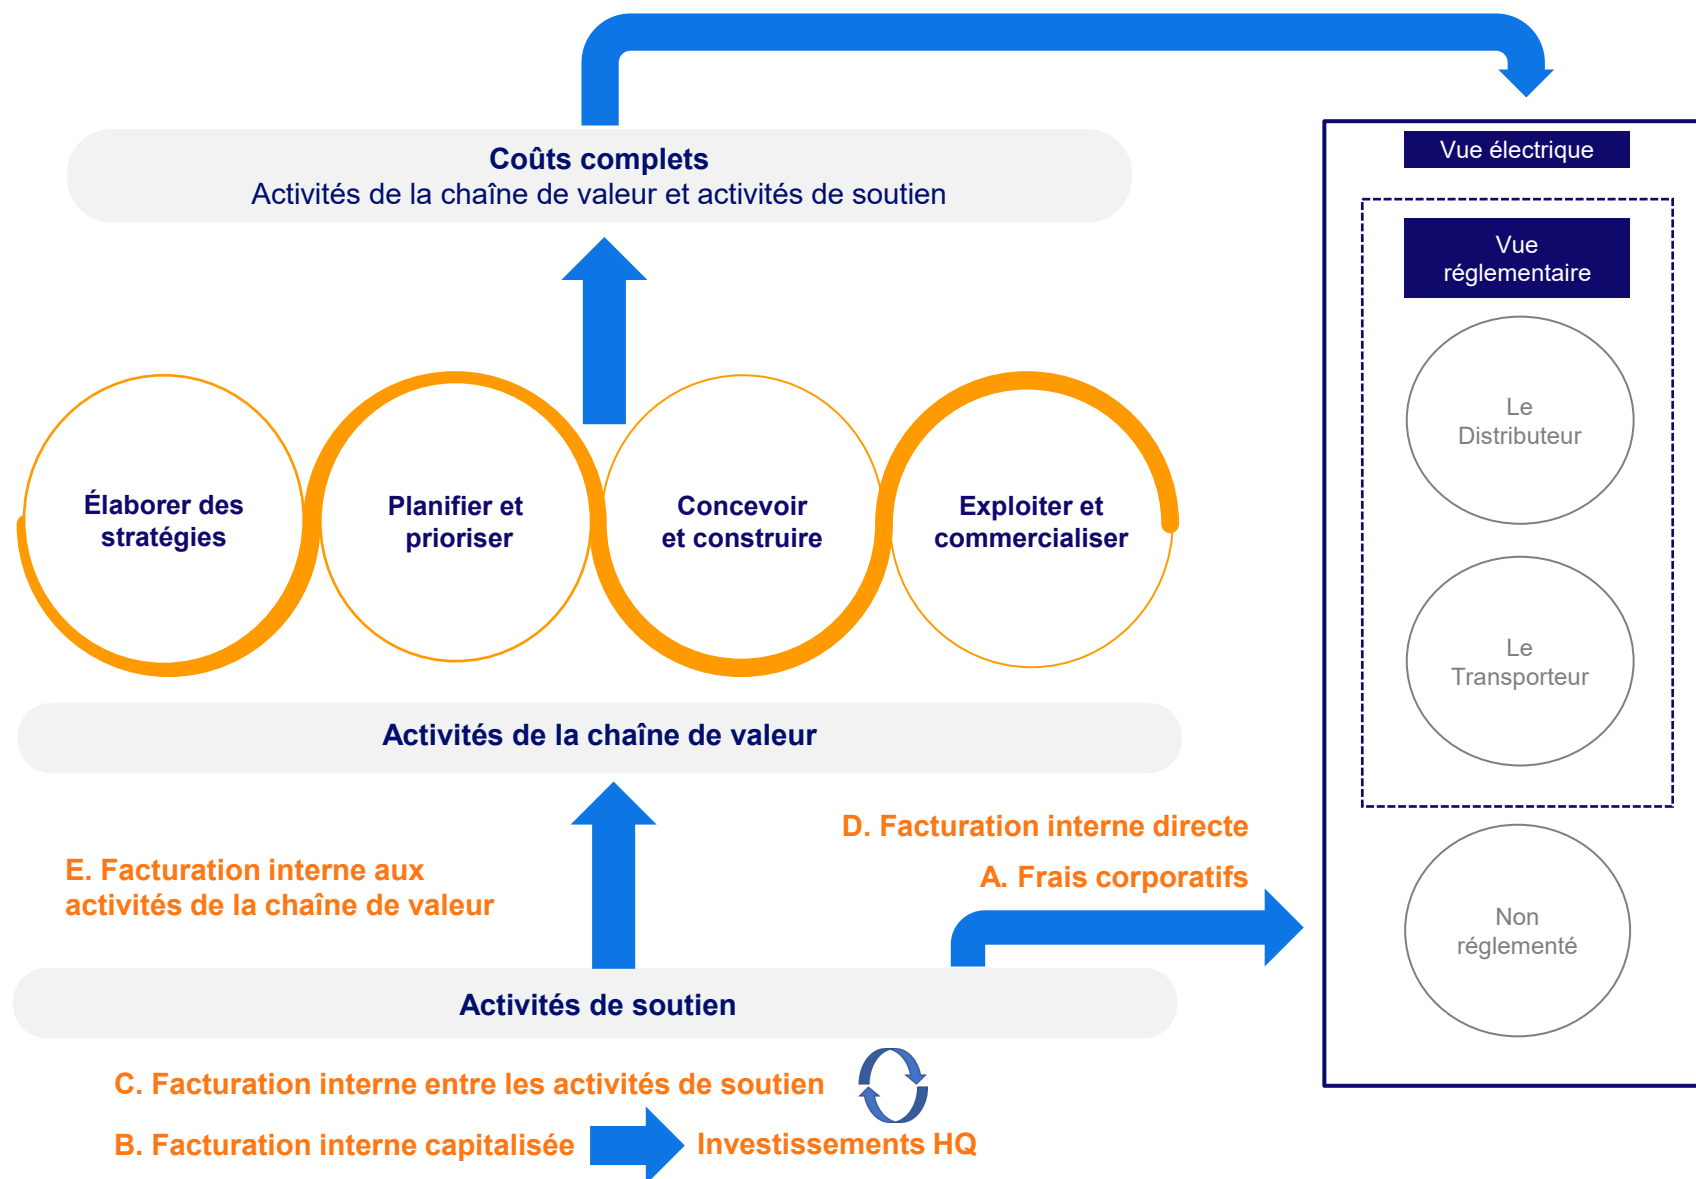 Coûts complets
Activités de la chaîne de valeur et activités de soutien
Élaborer des
stratégies
Planifier et
prioriser
Concevoir
et construire
Exploiter et
commercialiser
Activités de la chaîne de valeur
E. Facturation interne aux
activités de la chaîne de valeur
D. Facturation interne directe
A. Frais corporatifs
Activités de soutien
C. Facturation interne entre les activités de soutien
B. Facturation interne capitalisée
Investissements HQ
Vue électrique
Vue
réglementaire
Le
Distributeur
Le
Transporteur
Non
réglementé